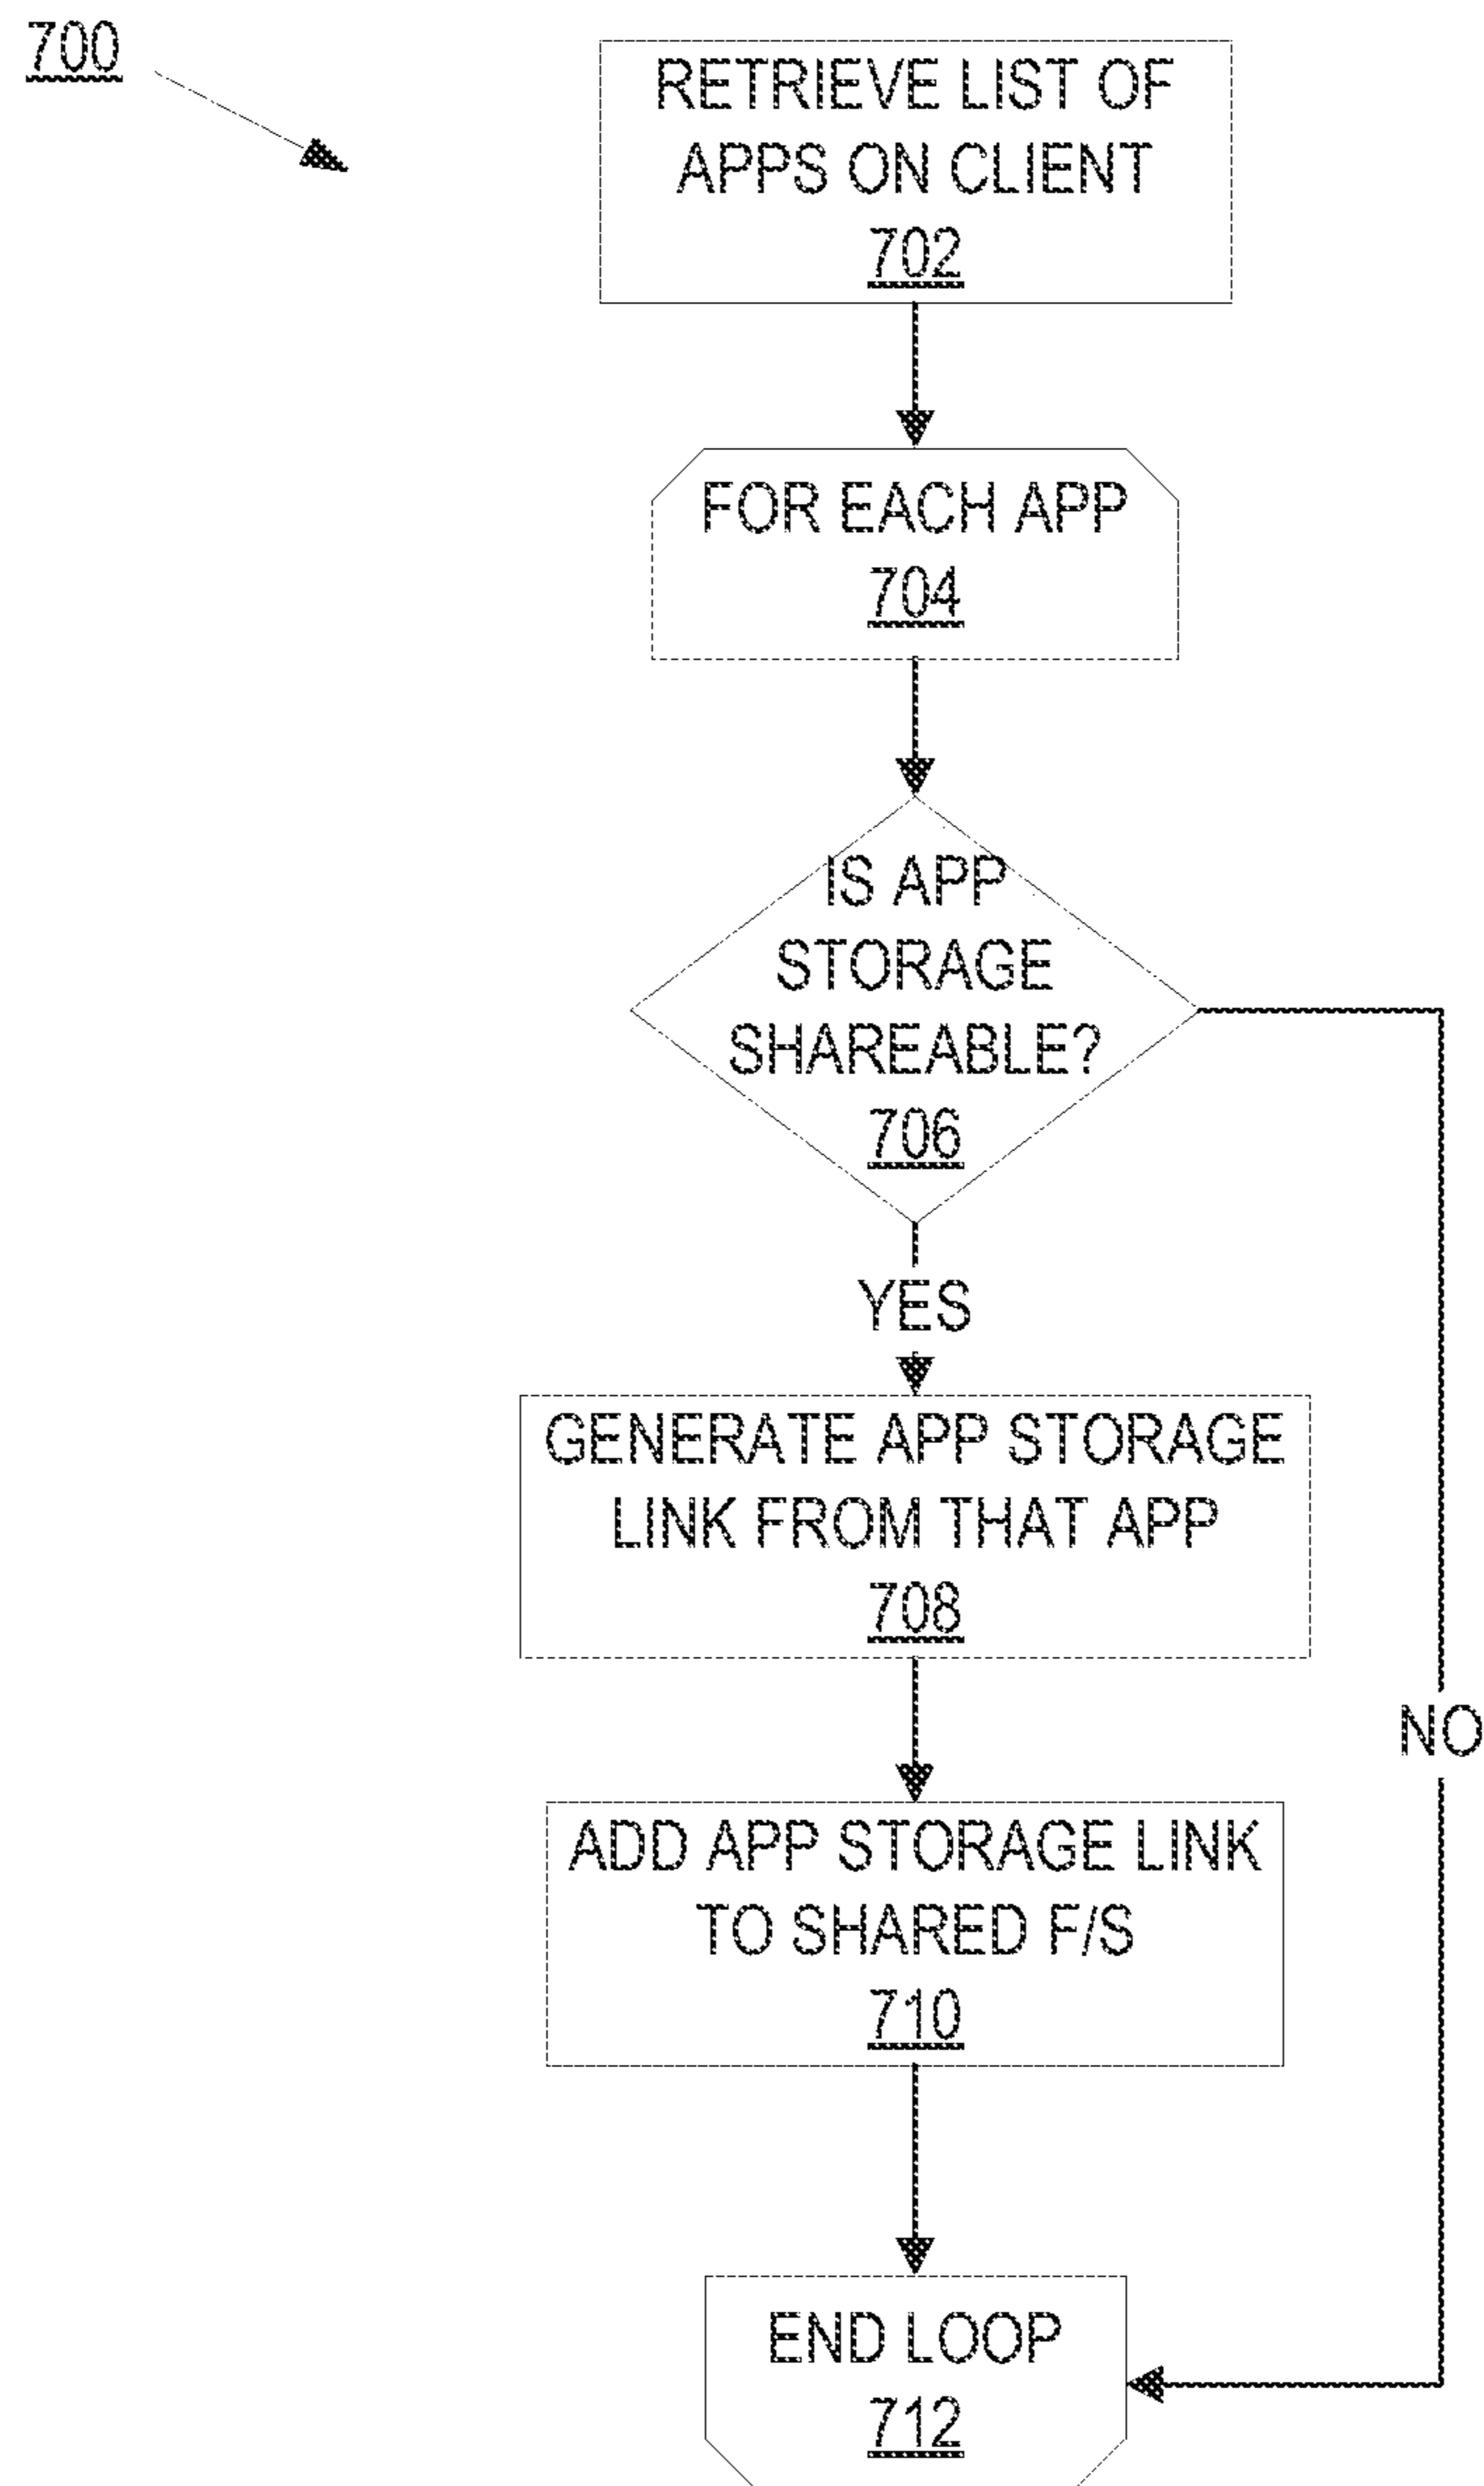 700
RETRIEVE LIST OF
APPS ON CLIENT
702
FOR EACH APP
704
IS APP
STORAGE
SHAREABLE?
706
YES
GENERATE APP STORAGE
LINK FROM THAT APP
708
NO
ADD APP STORAGE LINK
TO SHARED F/S
710
END LOOP
712